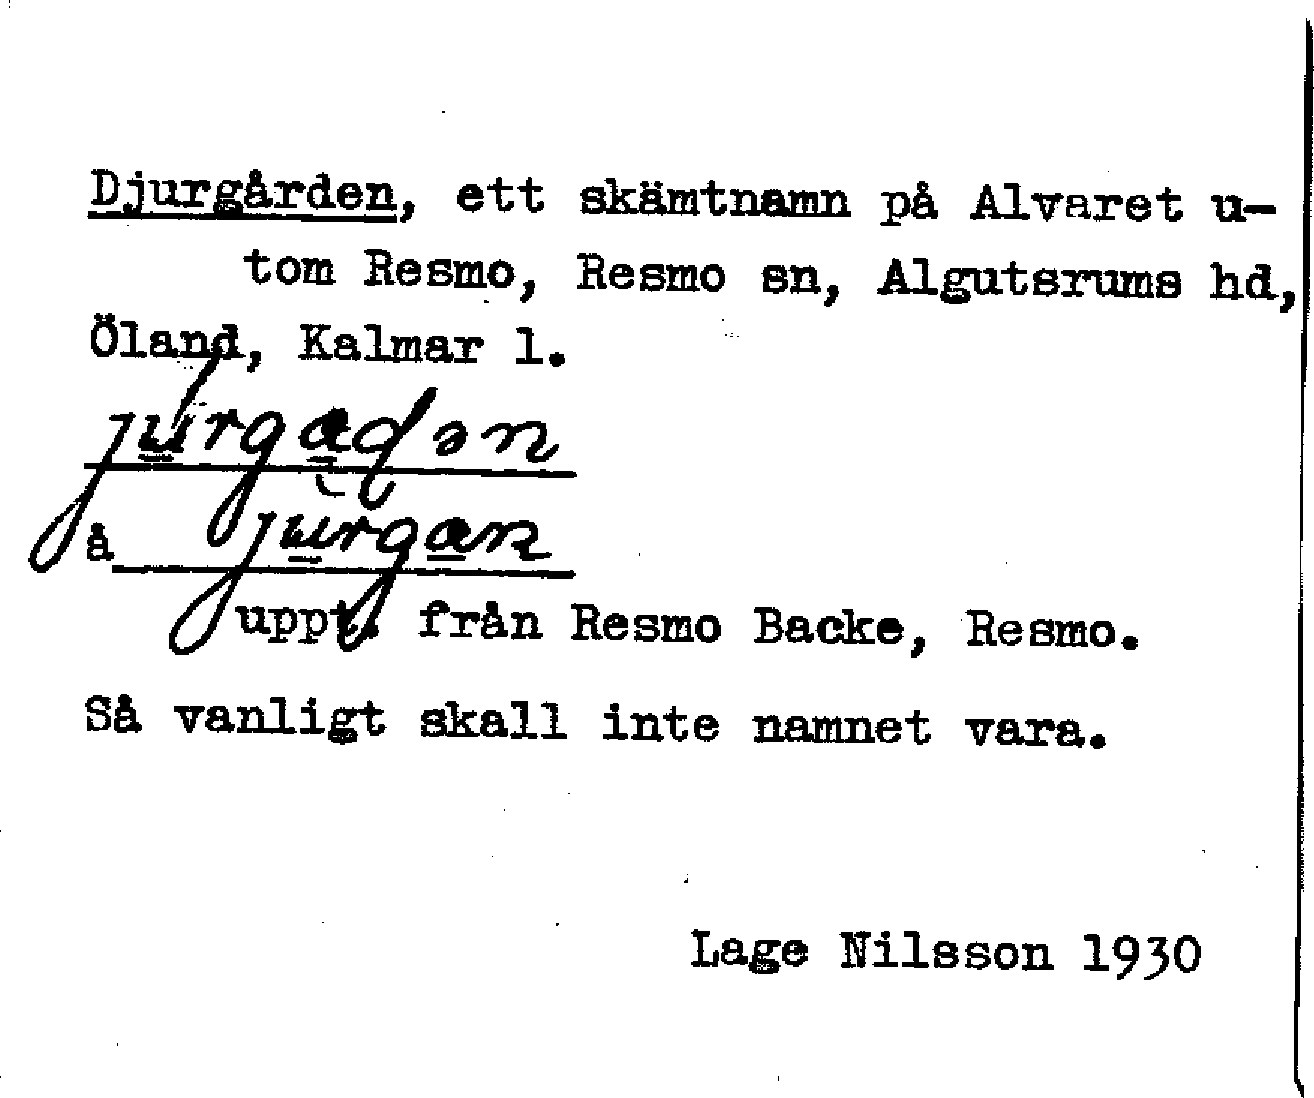 Djurgården, ett skämtnamn på Alvaret u-
tom Resmo, Resmo sn, Algutsrums hd,
Öland, Kalmar l.
jurgaḍən
å jurgan
uppt. från Resmo Backe, Resmo.
Så vanligt skall inte namnet vara.
Lage Nilsson 1930